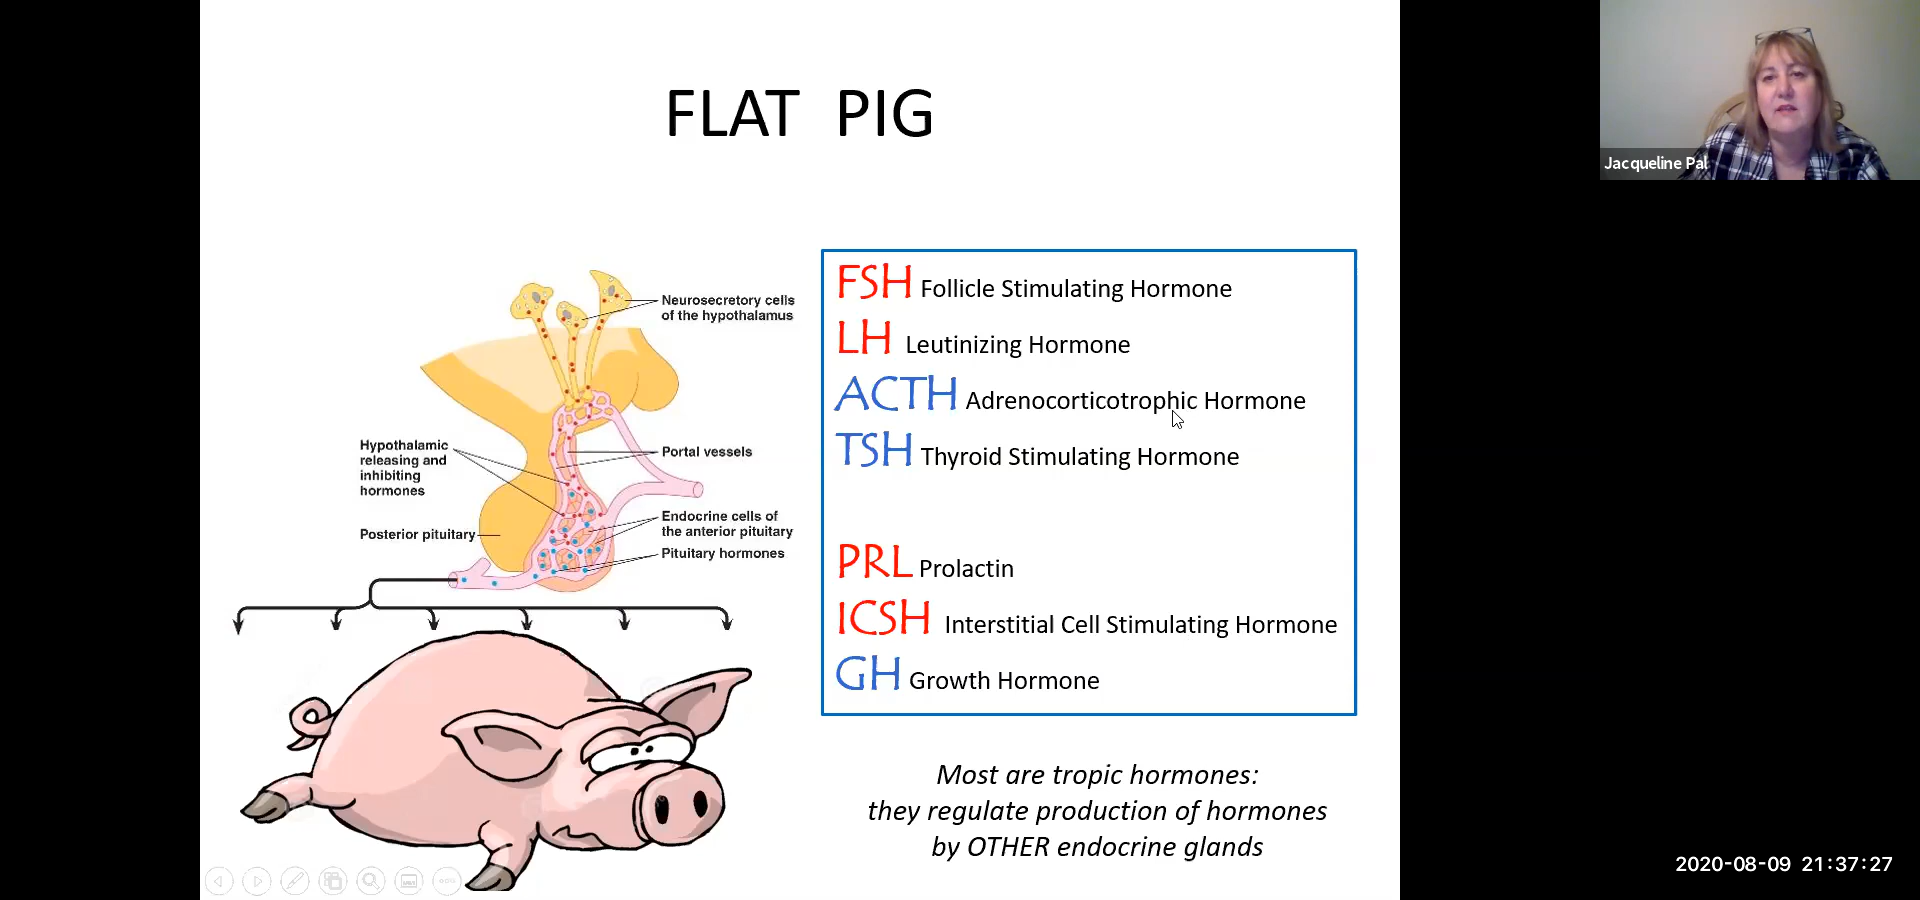 FLAT PIG
Jacqueline Pal
Neurosecretory cells
of the hypothalamus
Hypothalamic
releasing and
inhibiting
hormones
Portal vessels
Posterior pituitary
Endocrine cells of
the anterior pituitary
Pituitary hormones
FSH Follicle Stimulating Hormone
LH Leutinizing Hormone
ACTH Adrenocorticotrophic Hormone
TSH Thyroid Stimulating Hormone
PRL Prolactin
ICSH Interstitial Cell Stimulating Hormone
GH Growth Hormone
Most are tropic hormones:
they regulate production of hormones
by OTHER endocrine glands
2020-08-09 21:37:27